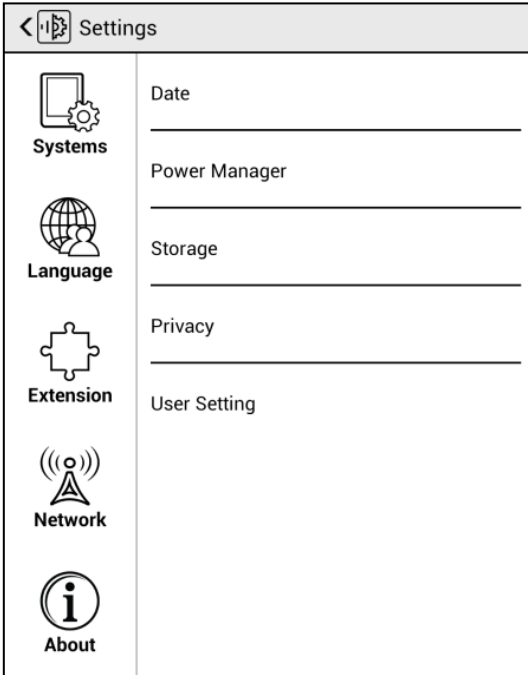 Settings
Systems
Language
Extension
Network
About
Date
Power Manager
Storage
Privacy
User Setting